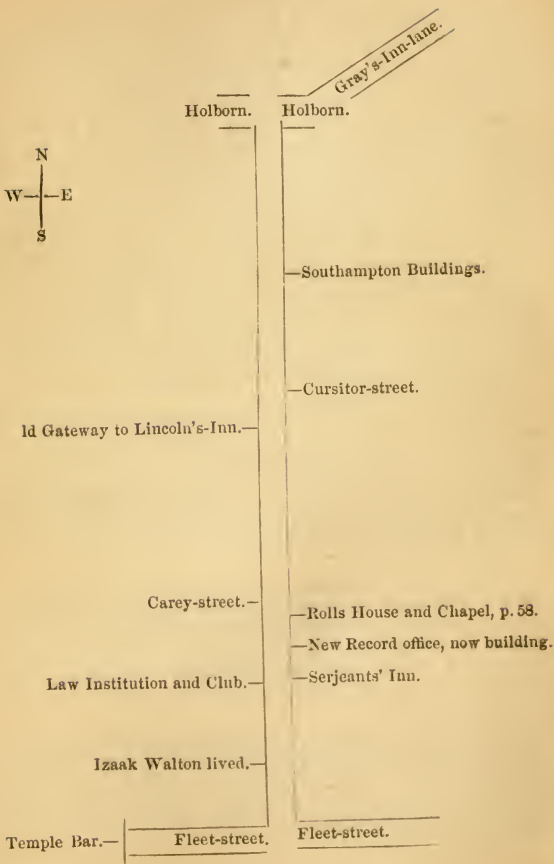 Gray's-Inn-lane.
Holborn. Holborn.
N
W E
S
Southampton Buildings.
Cursitor-street.
ld Gateway to Lincoln's-Inn.
Carey-street.
Rolls House and Chapel, p. 58.
New Record office, now building.
Law Institution and Club.
Serjeants' Inn.
Izaak Walton lived.
Temple Bar. Fleet-street. Fleet-street.